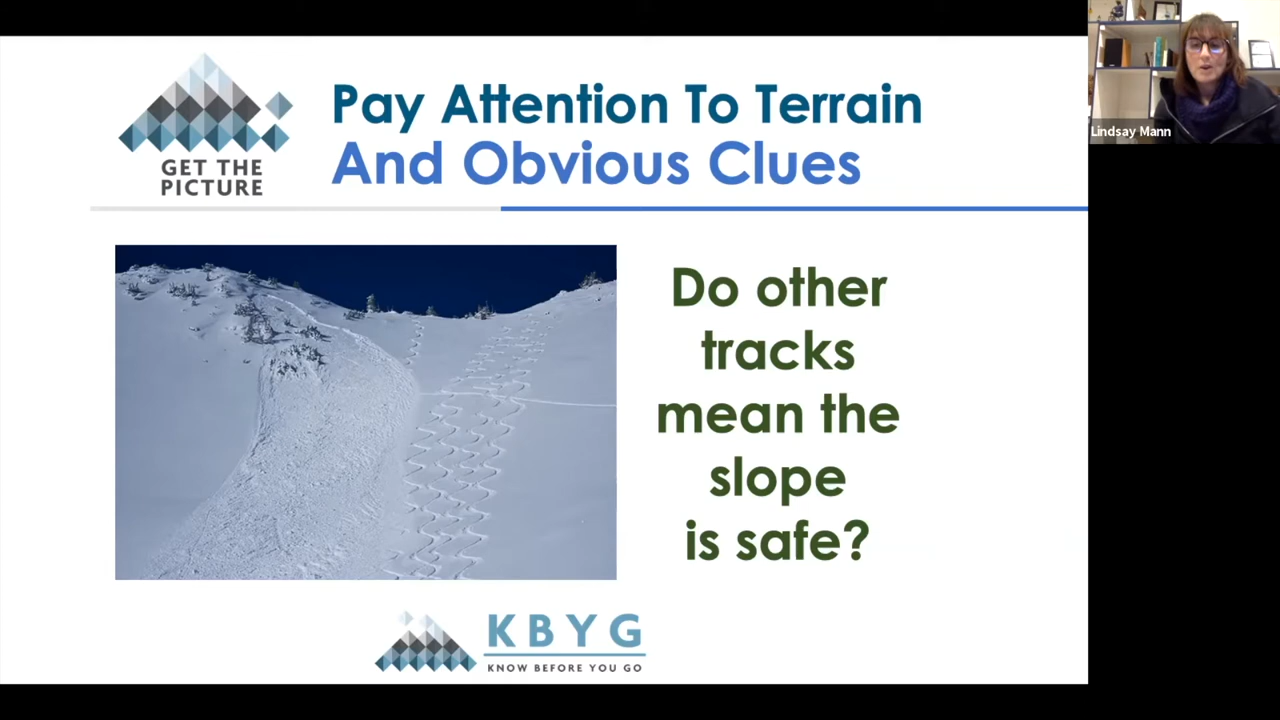 GET THE
PICTURE
Pay Attention To Terrain
And Obvious Clues
Do other
tracks
mean the
slope
is safe?
KBYG
KNOW BEFORE YOU GO
Lindsay Mann